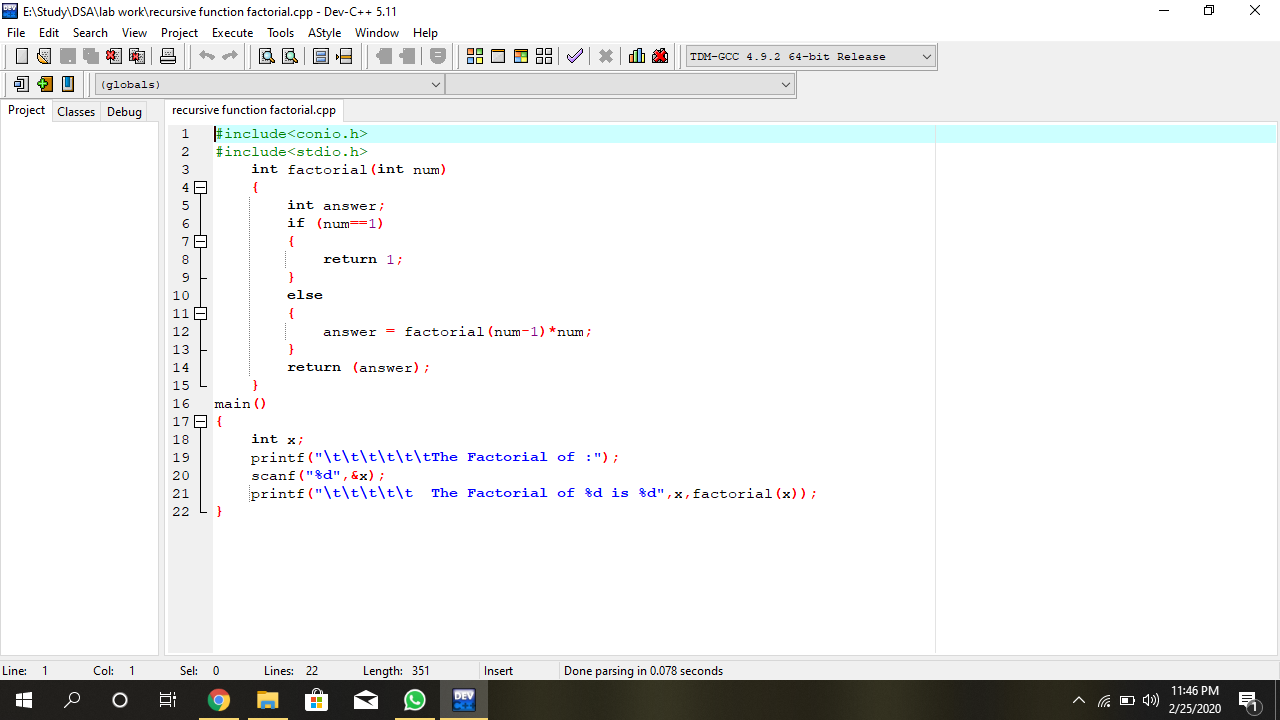 E:\Study\DSA\lab work\recursive function factorial.cpp - Dev-C++ 5.11
File Edit Search View Project Execute Tools AStyle Window Help
TDM-GCC 4.9.2 64-bit Release
(globals)
Project Classes Debug
recursive function factorial.cpp
1 #include<conio.h>
2 #include<stdio.h>
3     int factorial(int num)
4     {
5         int answer;
6         if (num==1)
7         {
8             return 1;
9         }
10         else
11         {
12             answer = factorial(num-1)*num;
13         }
14         return (answer);
15     }
16 main()
17 {
18     int x;
19     printf("\t\t\t\t\t\tThe Factorial of :");
20     scanf("%d",&x);
21     printf("\t\t\t\t\t  The Factorial of %d is %d",x,factorial(x));
22 }
Line: 1 Col: 1 Sel: 0 Lines: 22 Length: 351 Insert Done parsing in 0.078 seconds
DEV
11:46 PM
2/25/2020
1